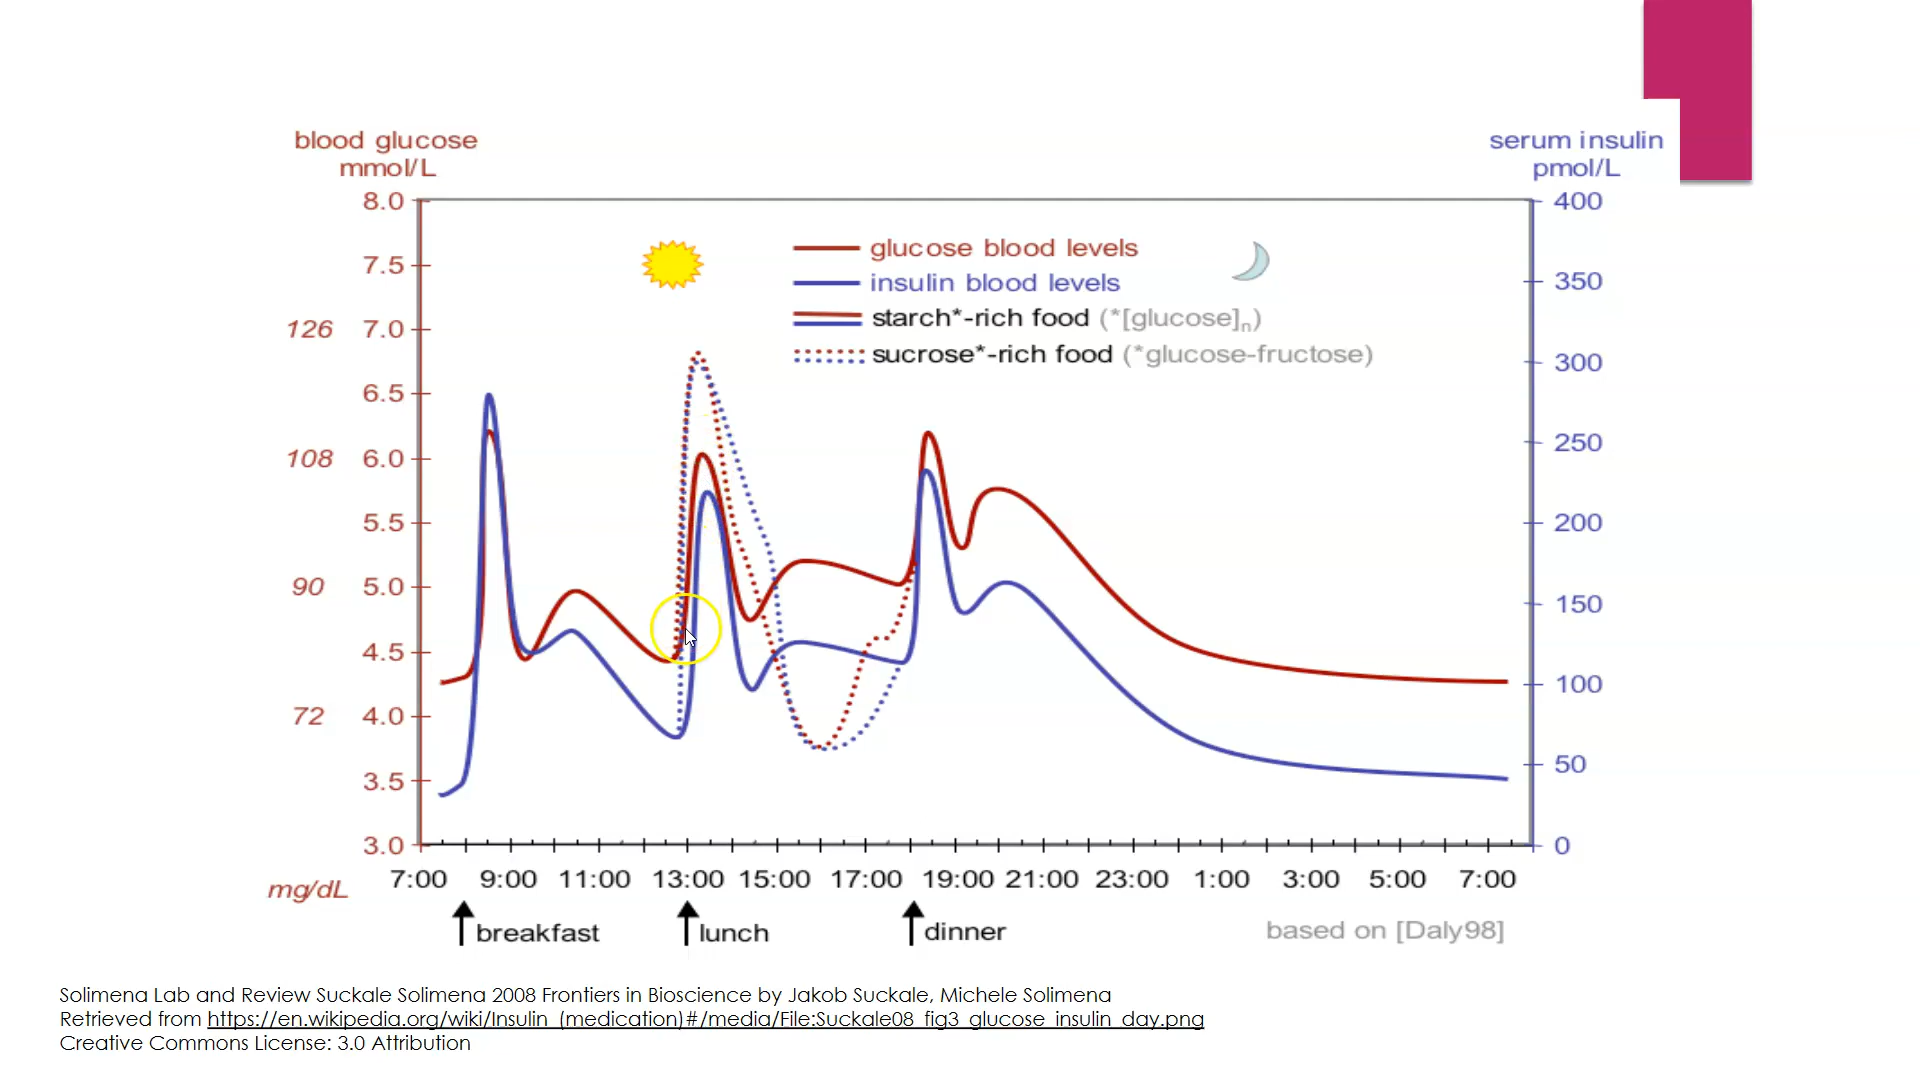 blood glucose
mmol/L
serum insulin
pmol/L
8.0
7.5
126 7.0
6.5
108 6.0
5.5
90 5.0
4.5
72 4.0
3.5
3.0
mg/dL
400
350
300
250
200
150
100
50
0
glucose blood levels
insulin blood levels
starch*-rich food (*[glucose]n)
sucrose*-rich food (*glucose-fructose)
7:00 9:00 11:00 13:00 15:00 17:00 19:00 21:00 23:00 1:00 3:00 5:00 7:00
breakfast lunch dinner
based on [Daly98]
Solimena Lab and Review Suckale Solimena 2008 Frontiers in Bioscience by Jakob Suckale, Michele Solimena
Retrieved from https://en.wikipedia.org/wiki/Insulin_(medication)#/media/File:Suckale08_fig3_glucose_insulin_day.png
Creative Commons License: 3.0 Attribution